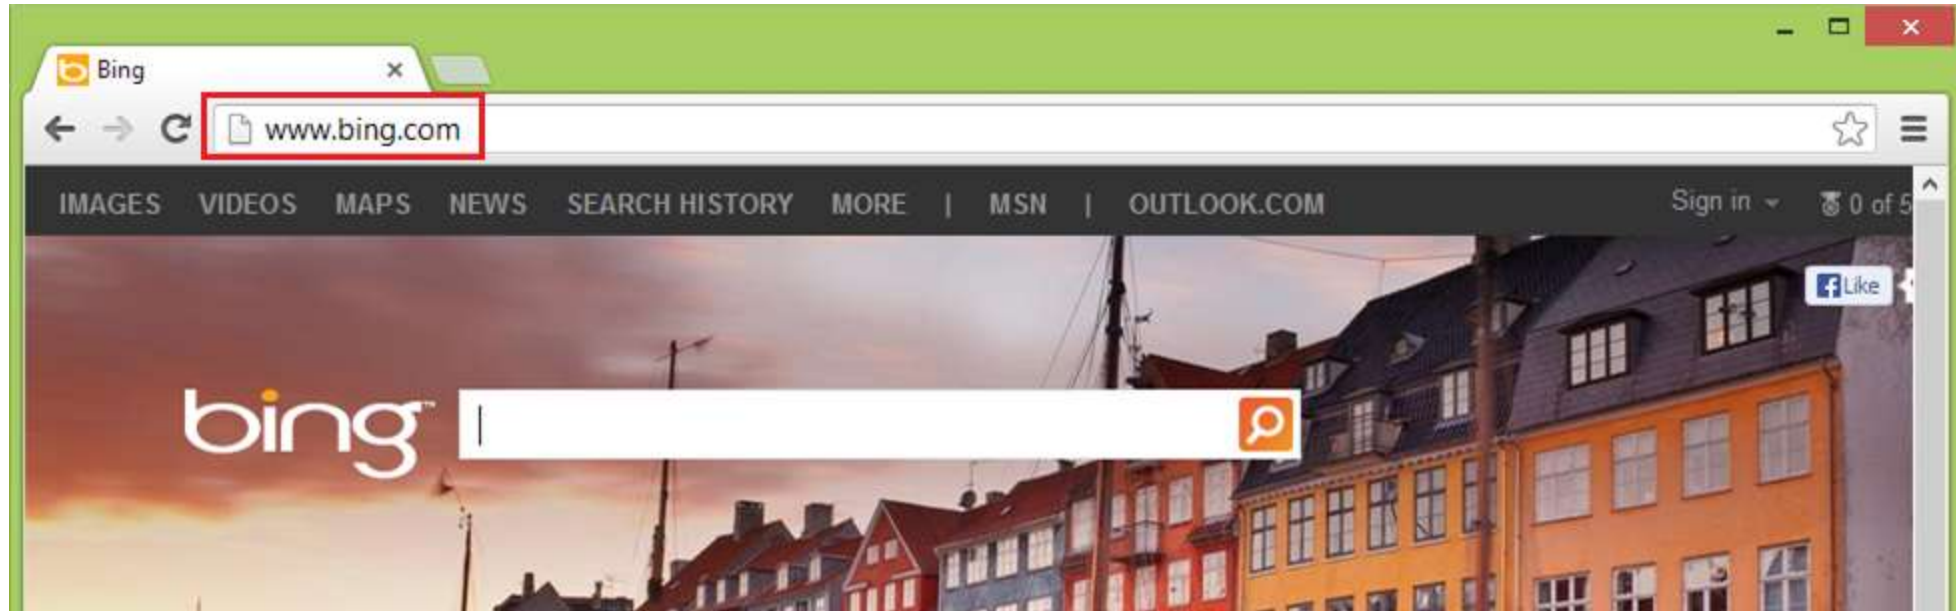 Bing
www.bing.com
IMAGES VIDEOS MAPS NEWS SEARCH HISTORY MORE | MSN | OUTLOOK.COM Sign in 0 of 5
Like
bing